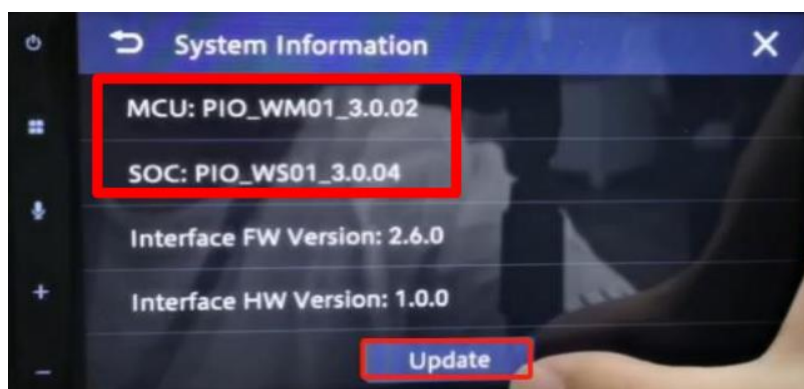 System Information
MCU: PIO_WM01_3.0.02
SOC: PIO_WS01_3.0.04
Interface FW Version: 2.6.0
Interface HW Version: 1.0.0
Update